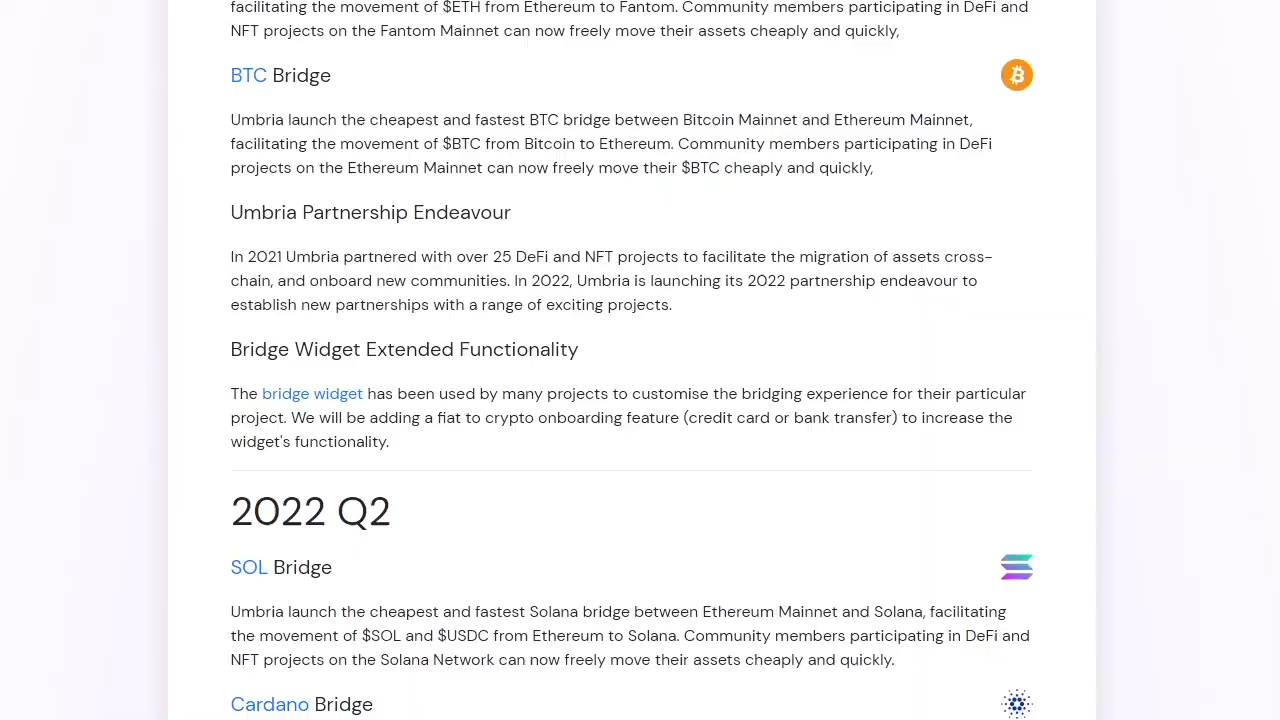 facilitating the movement of $ETH from Ethereum to Fantom. Community members participating in DeFi and
NFT projects on the Fantom Mainnet can now freely move their assets cheaply and quickly,
BTC Bridge
Umbria launch the cheapest and fastest BTC bridge between Bitcoin Mainnet and Ethereum Mainnet,
facilitating the movement of $BTC from Bitcoin to Ethereum. Community members participating in DeFi
projects on the Ethereum Mainnet can now freely move their $BTC cheaply and quickly,
Umbria Partnership Endeavour
In 2021 Umbria partnered with over 25 DeFi and NFT projects to facilitate the migration of assets cross-
chain, and onboard new communities. In 2022, Umbria is launching its 2022 partnership endeavour to
establish new partnerships with a range of exciting projects.
Bridge Widget Extended Functionality
The bridge widget has been used by many projects to customise the bridging experience for their particular
project. We will be adding a fiat to crypto onboarding feature (credit card or bank transfer) to increase the
widget's functionality.
2022 Q2
SOL Bridge
Umbria launch the cheapest and fastest Solana bridge between Ethereum Mainnet and Solana, facilitating
the movement of $SOL and $USDC from Ethereum to Solana. Community members participating in DeFi and
NFT projects on the Solana Network can now freely move their assets cheaply and quickly.
Cardano Bridge